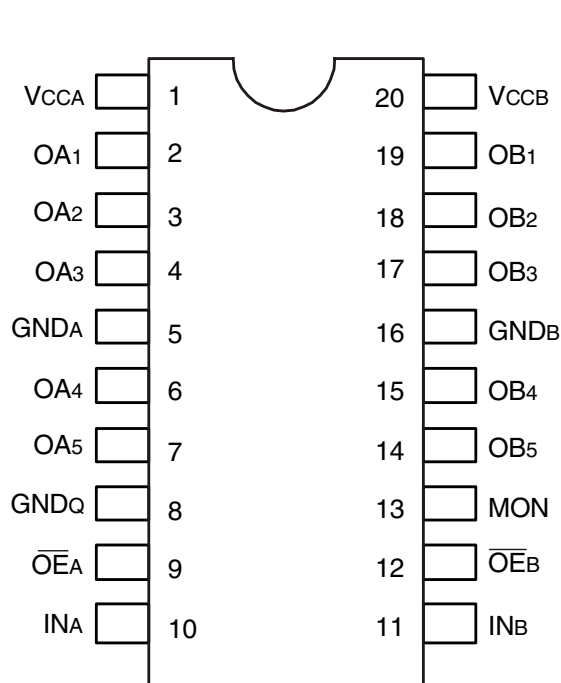 VCCA 1 20 VCCB
OA1 2 19 OB1
OA2 3 18 OB2
OA3 4 17 OB3
GNDA 5 16 GNDB
OA4 6 15 OB4
OA5 7 14 OB5
GNDQ 8 13 MON
O̅E̅A 9 12 O̅E̅B
INA 10 11 INB